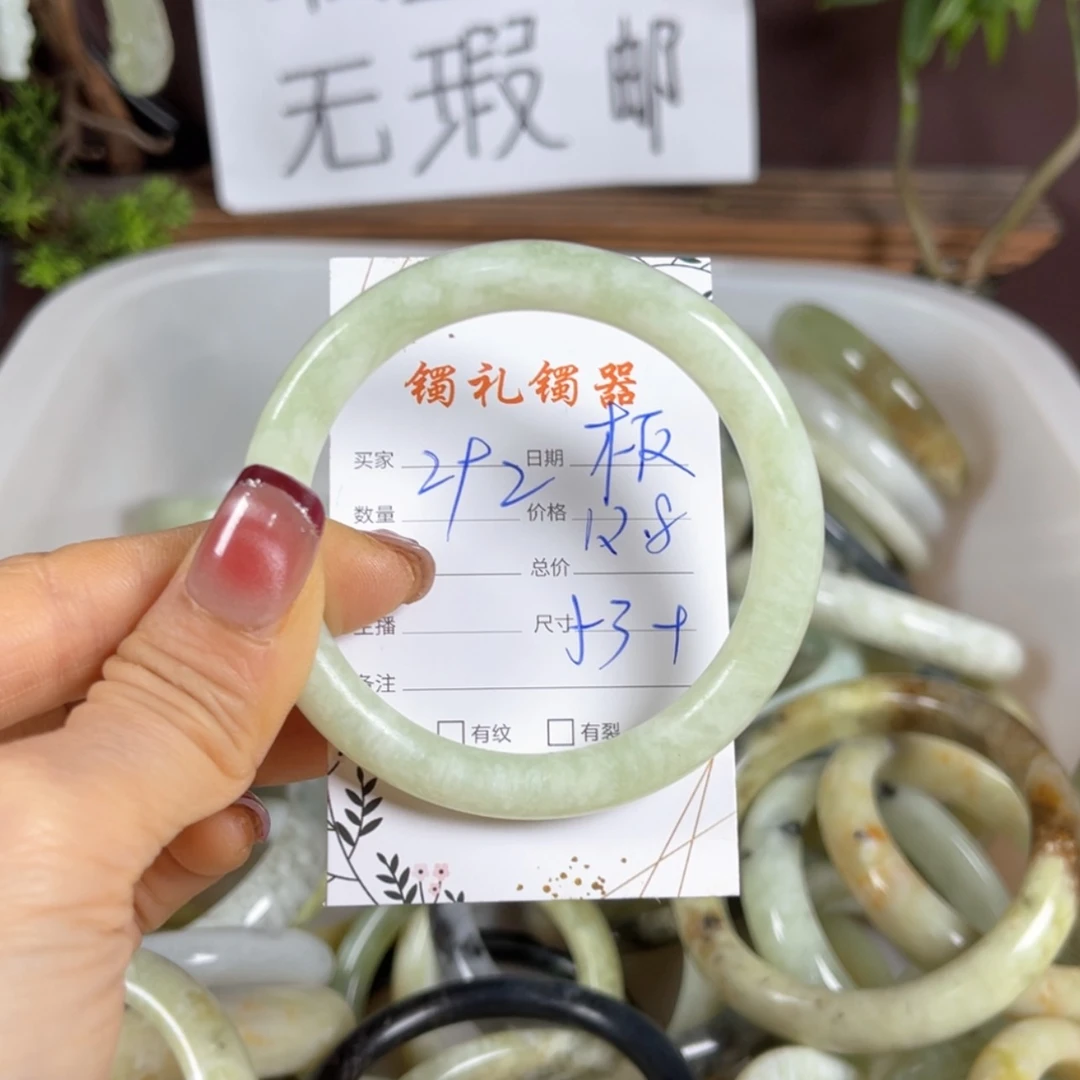 无瑕 邮
镯礼镯器
买家 292 日期 板
数量 价格 128
总价
主播 尺寸 53+
备注
有纹 有裂